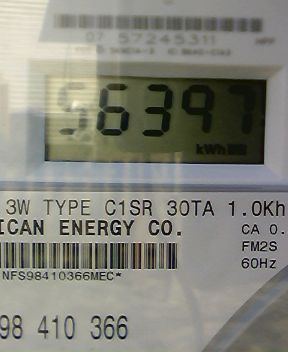 07 57245311
56397
kWh
3W TYPE C1SR 30TA 1.0Kh
ICAN ENERGY CO.
CA 0.
FM2S
60Hz
NFS98410366MEC*
98 410 366